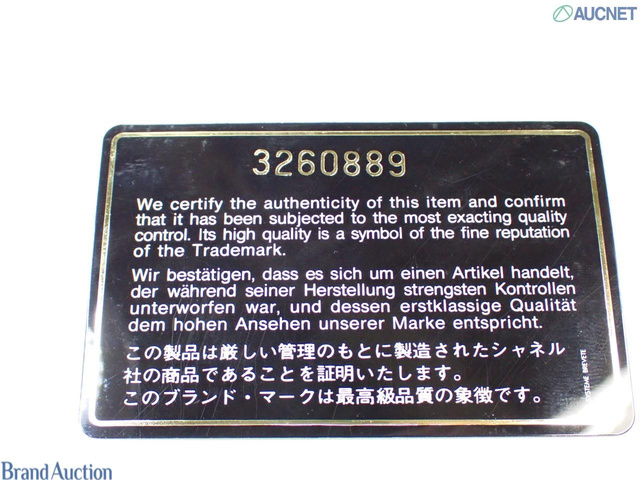 AUCNET
3260889
We certify the authenticity of this item and confirm
that it has been subjected to the most exacting quality
control. Its high quality is a symbol of the fine reputation
of the Trademark.
Wir bestätigen, dass es sich um einen Artikel handelt,
der während seiner Herstellung strengsten Kontrollen
unterworfen war, und dessen erstklassige Qualität
dem hohen Ansehen unserer Marke entspricht.
この製品は厳しい管理のもとに製造されたシャネル
社の商品であることを証明いたします。
このブランド・マークは最高級品質の象徴です。
SYSTEME BREVETE
Brand Auction